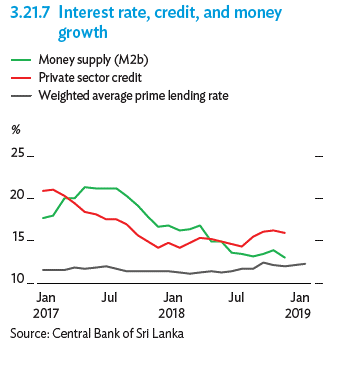 3.21.7 Interest rate, credit, and money
growth
Money supply (M2b)
Private sector credit
Weighted average prime lending rate
%
25
20
15
10
Jan Jul Jan Jul Jan
2017 2018 2019
Source: Central Bank of Sri Lanka